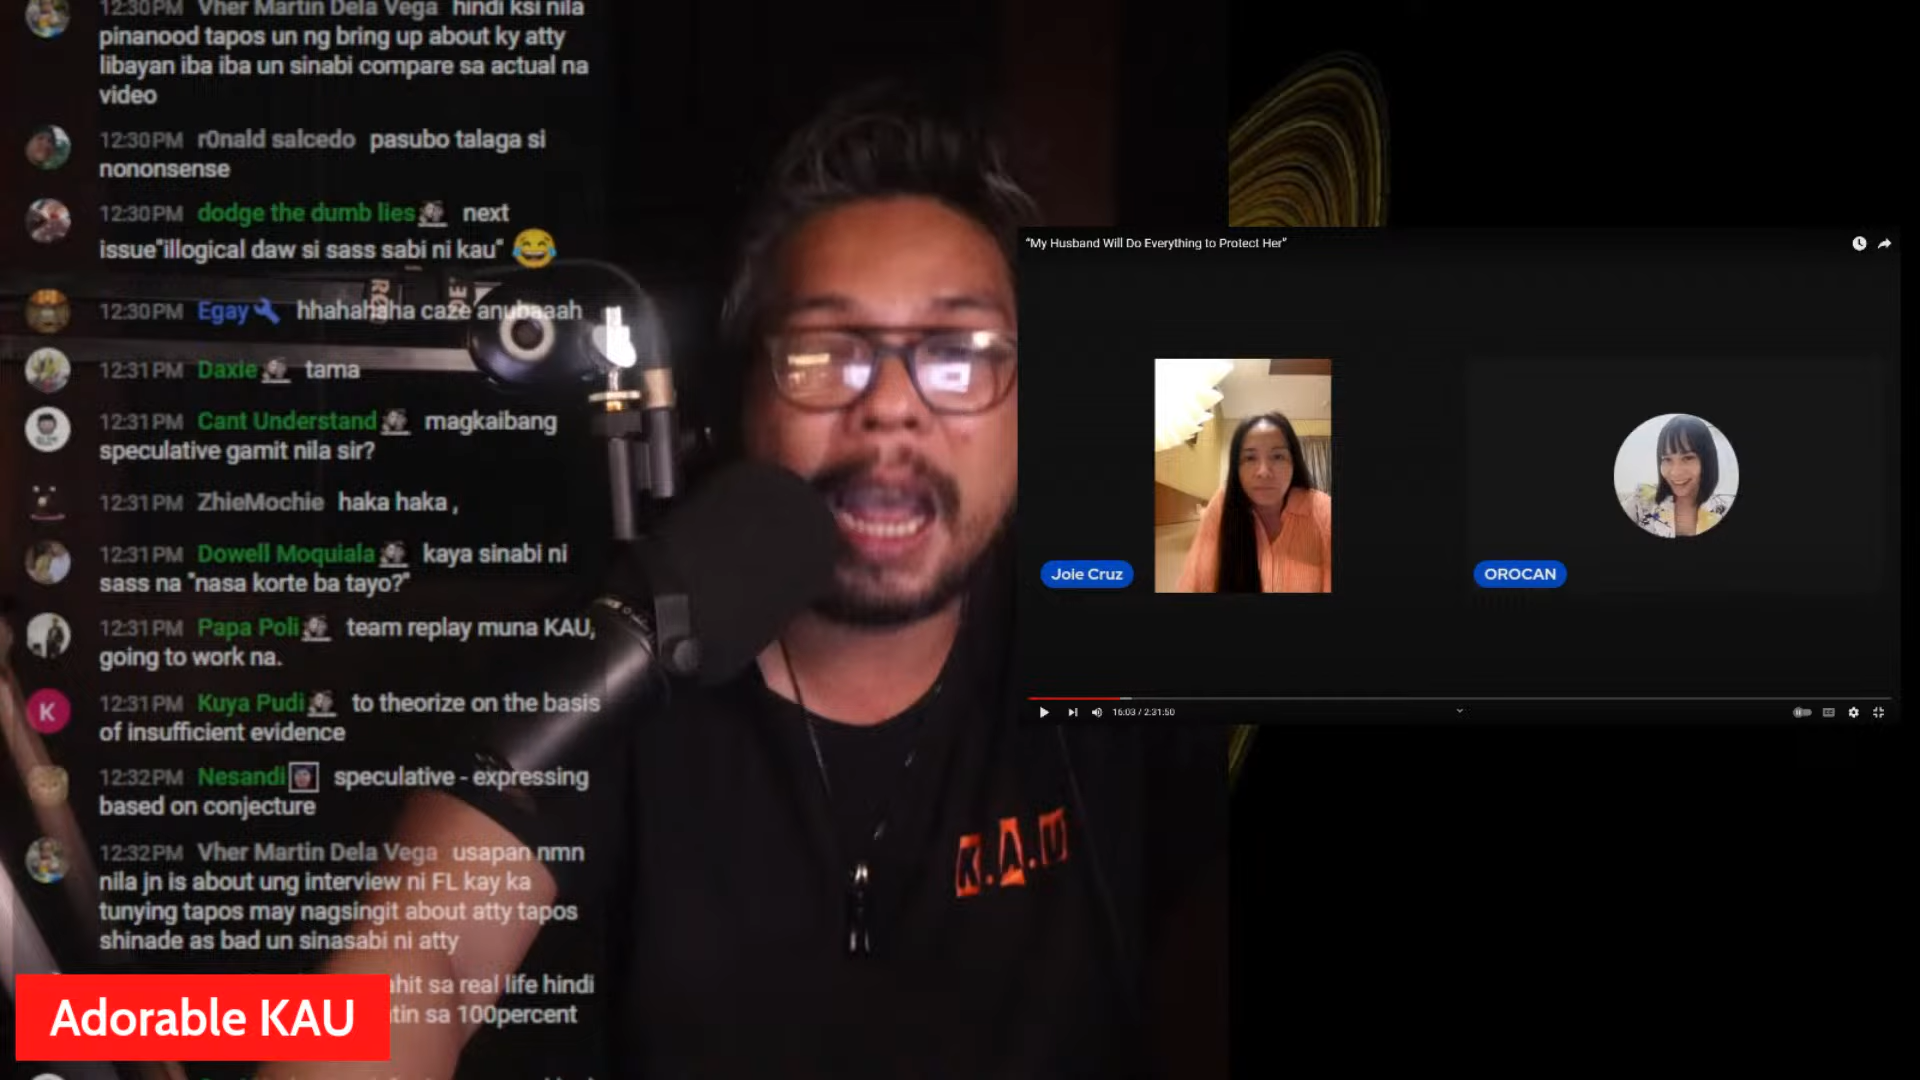 12:30PM Vher Martin Dela Vega hindi ksi nila
pinanood tapos un ng bring up about ky atty
libayan iba iba un sinabi compare sa actual na
video
12:30PM r0nald salcedo pasubo talaga si
nononsense
12:30PM dodge the dumb lies next
issue"illogical daw si sass sabi ni kau" 😂
12:30PM Egay hhahahaha caze anubaaah
12:31PM Daxie tama
12:31PM Cant Understand magkaibang
speculative gamit nila sir?
12:31PM ZhieMochie haka haka ,
12:31PM Dowell Moquiala kaya sinabi ni
sass na "nasa korte ba tayo?"
12:31PM Papa Poli team replay muna KAU,
going to work na.
K
12:31PM Kuya Pudi to theorize on the basis
of insufficient evidence
12:32PM Nesandi speculative - expressing
based on conjecture
12:32PM Vher Martin Dela Vega usapan nmn
nila jn is about ung interview ni FL kay ka
tunying tapos may nagsingit about atty tapos
shinade as bad un sinasabi ni atty
sa real life hindi
sa 100percent
Adorable KAU
K.A.U
"My Husband Will Do Everything to Protect Her"
Joie Cruz
OROCAN
16:03 / 2:31:50